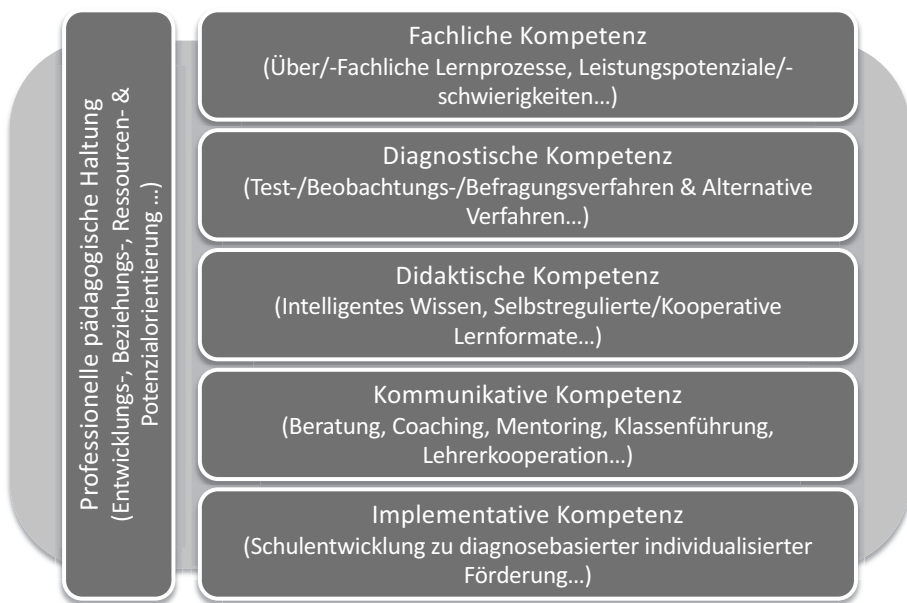 Professionelle pädagogische Haltung
(Entwicklungs-, Beziehungs-, Ressourcen- &
Potenzialorientierung ...)
Fachliche Kompetenz
(Über/-Fachliche Lernprozesse, Leistungspotenziale/-
schwierigkeiten...)
Diagnostische Kompetenz
(Test-/Beobachtungs-/Befragungsverfahren & Alternative
Verfahren...)
Didaktische Kompetenz
(Intelligentes Wissen, Selbstregulierte/Kooperative
Lernformate...)
Kommunikative Kompetenz
(Beratung, Coaching, Mentoring, Klassenführung,
Lehrerkooperation...)
Implementative Kompetenz
(Schulentwicklung zu diagnosebasierter individualisierter
Förderung...)